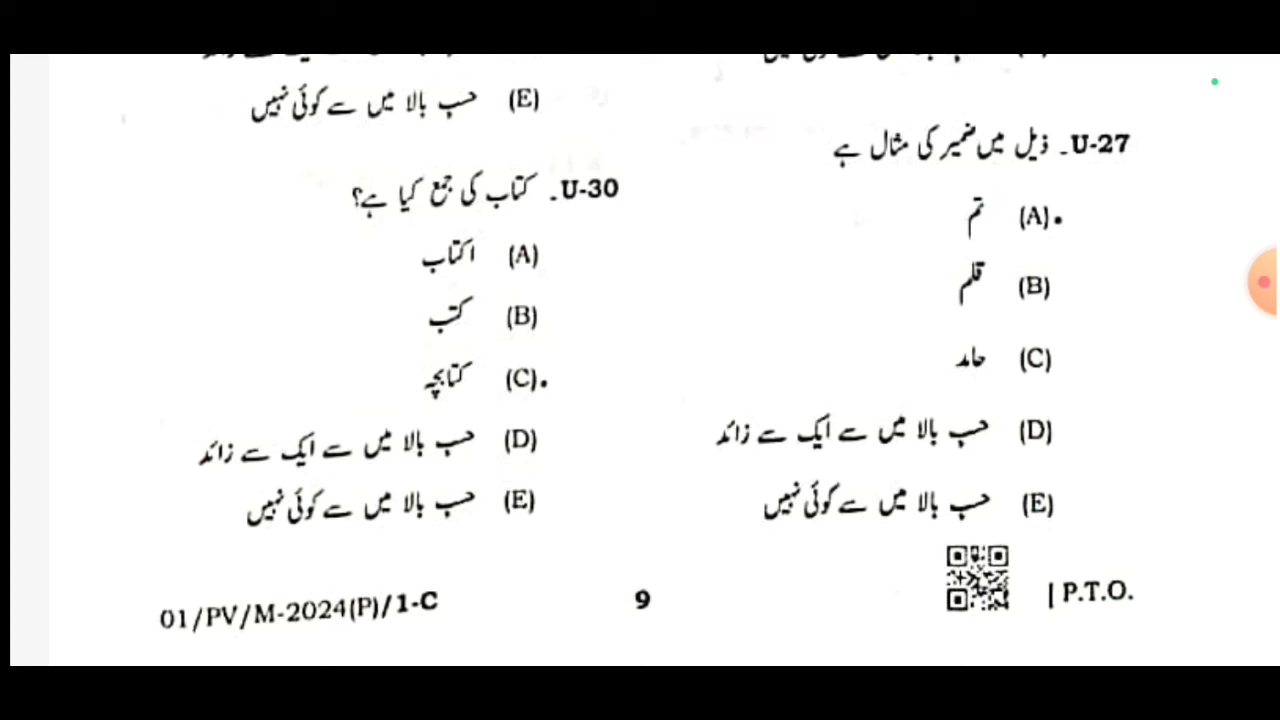 U-27۔ ذیل میں ضمیر کی مثال ہے
(A) تم
(B) قلم
(C) حامد
(D) حسب بالا میں سے ایک سے زائد
(E) حسب بالا میں سے کوئی نہیں
(E) حسب بالا میں سے کوئی نہیں
U-30۔ کتاب کی جمع کیا ہے؟
(A) اکتاب
(B) کتب
(C) کتابچہ
(D) حسب بالا میں سے ایک سے زائد
(E) حسب بالا میں سے کوئی نہیں
01/PV/M-2024(P)/1-C
9
| P.T.O.